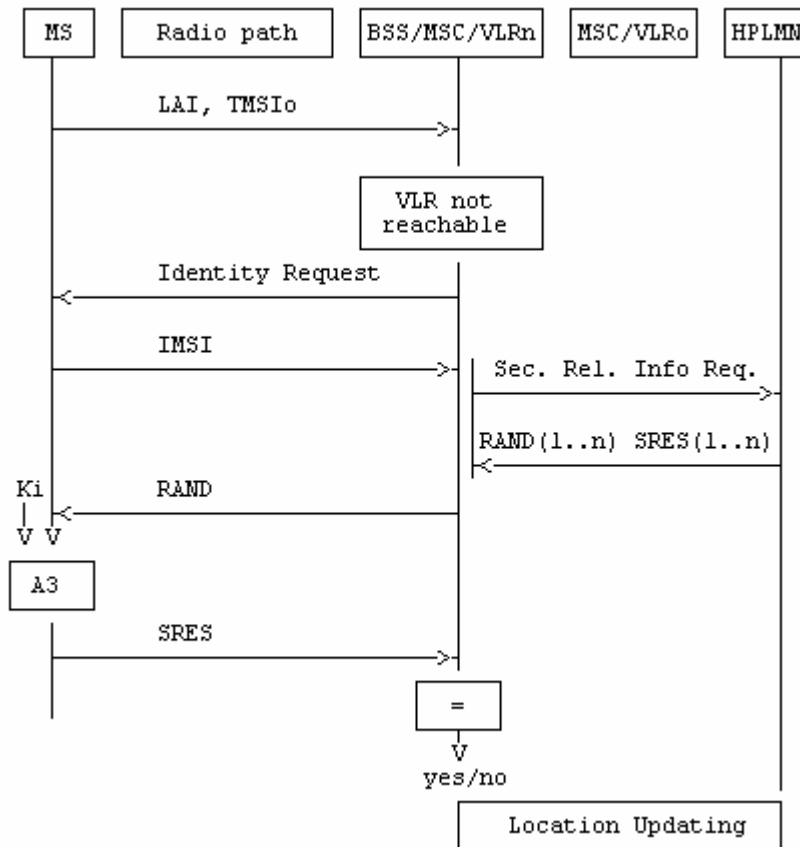 MS Radio path BSS/MSC/VLRn MSC/VLRo HPLMN
LAI, TMSIo
VLR not
reachable
Identity Request
IMSI
Sec. Rel. Info Req.
RAND(1..n) SRES(1..n)
Ki RAND
V V
A3
SRES
=
V
yes/no
Location Updating